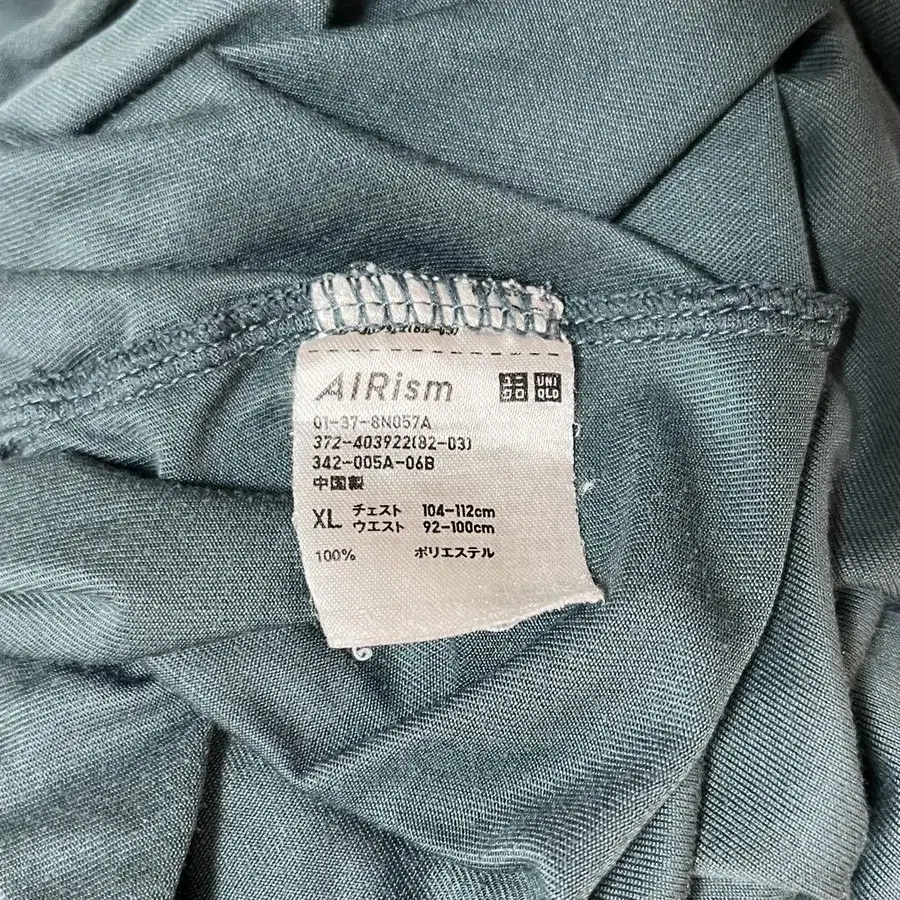 AIRism ユニクロ UNIQLO
01-37-8N057A
372-403922(82-03)
342-005A-06B
中国製
XL チェスト 104-112cm
ウエスト 92-100cm
100% ポリエステル